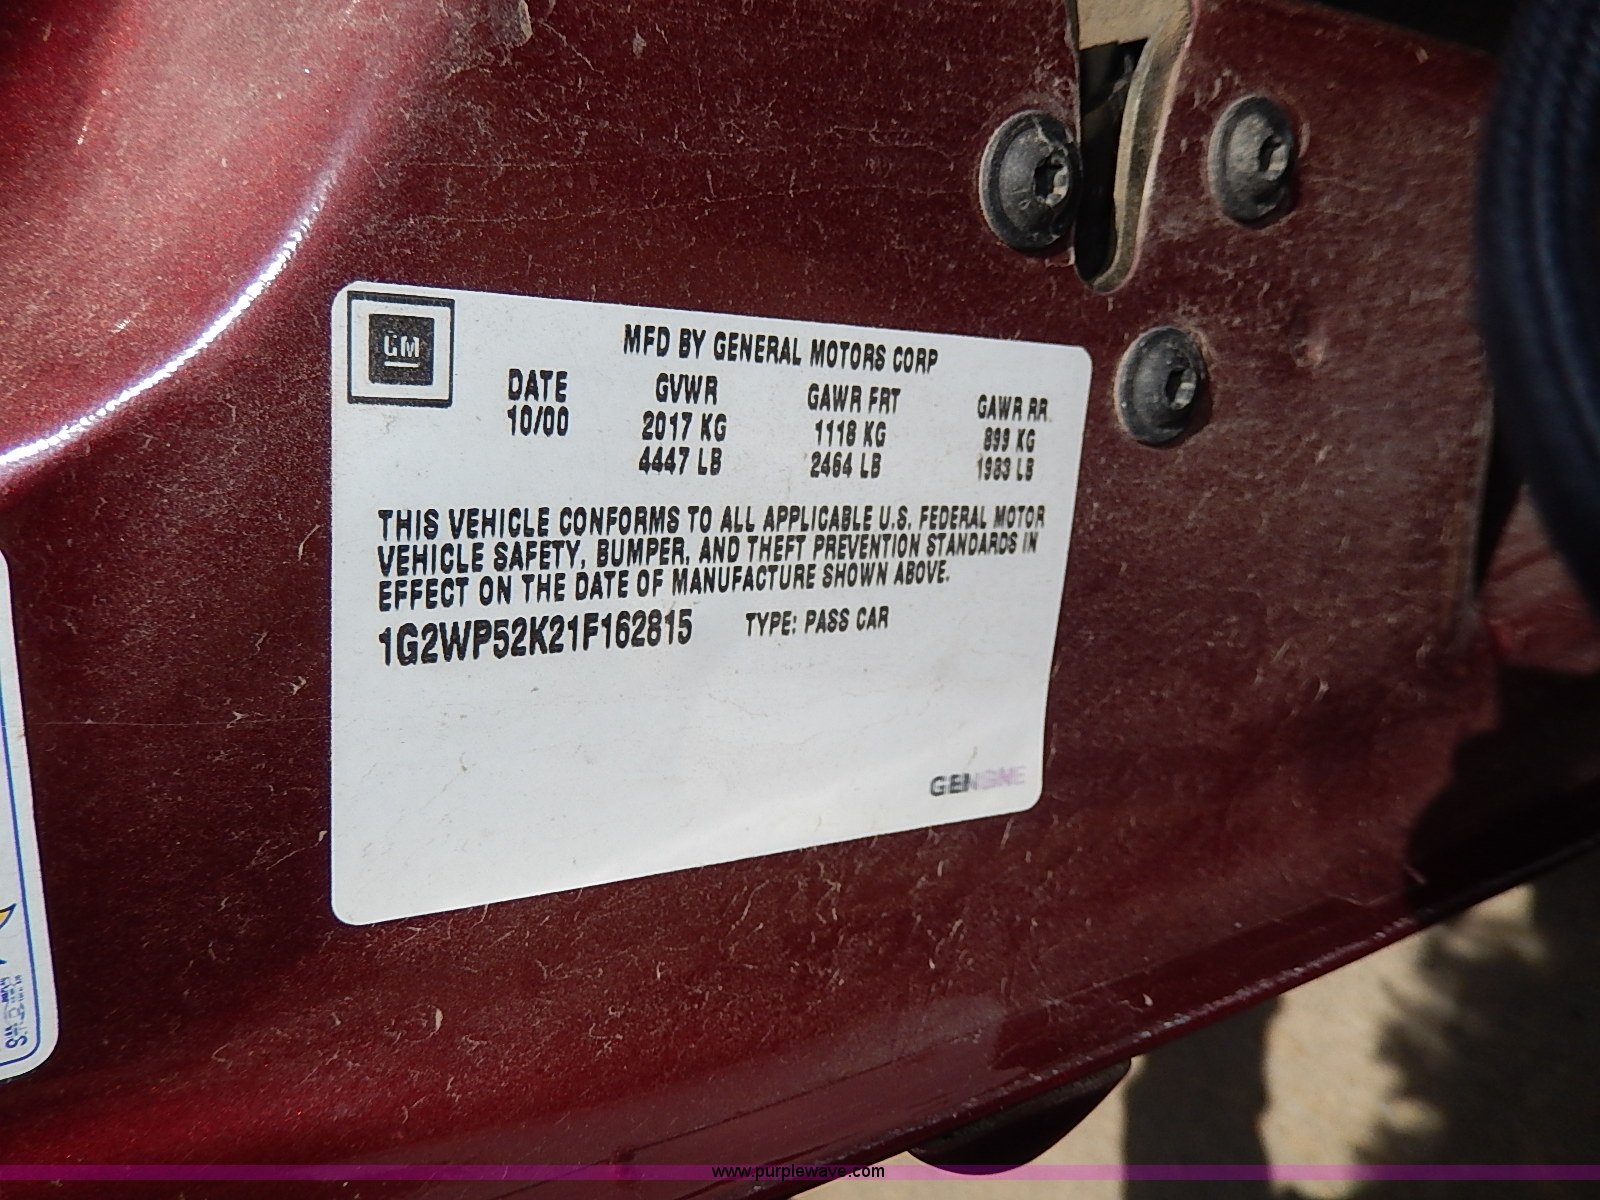 GM
MFD BY GENERAL MOTORS CORP
DATE GVWR GAWR FRT GAWR RR
10/00 2017 KG 1118 KG 899 KG
4447 LB 2464 LB 1983 LB
THIS VEHICLE CONFORMS TO ALL APPLICABLE U.S. FEDERAL MOTOR
VEHICLE SAFETY, BUMPER, AND THEFT PREVENTION STANDARDS IN
EFFECT ON THE DATE OF MANUFACTURE SHOWN ABOVE.
1G2WP52K21F162815 TYPE: PASS CAR
www.purplewave.com